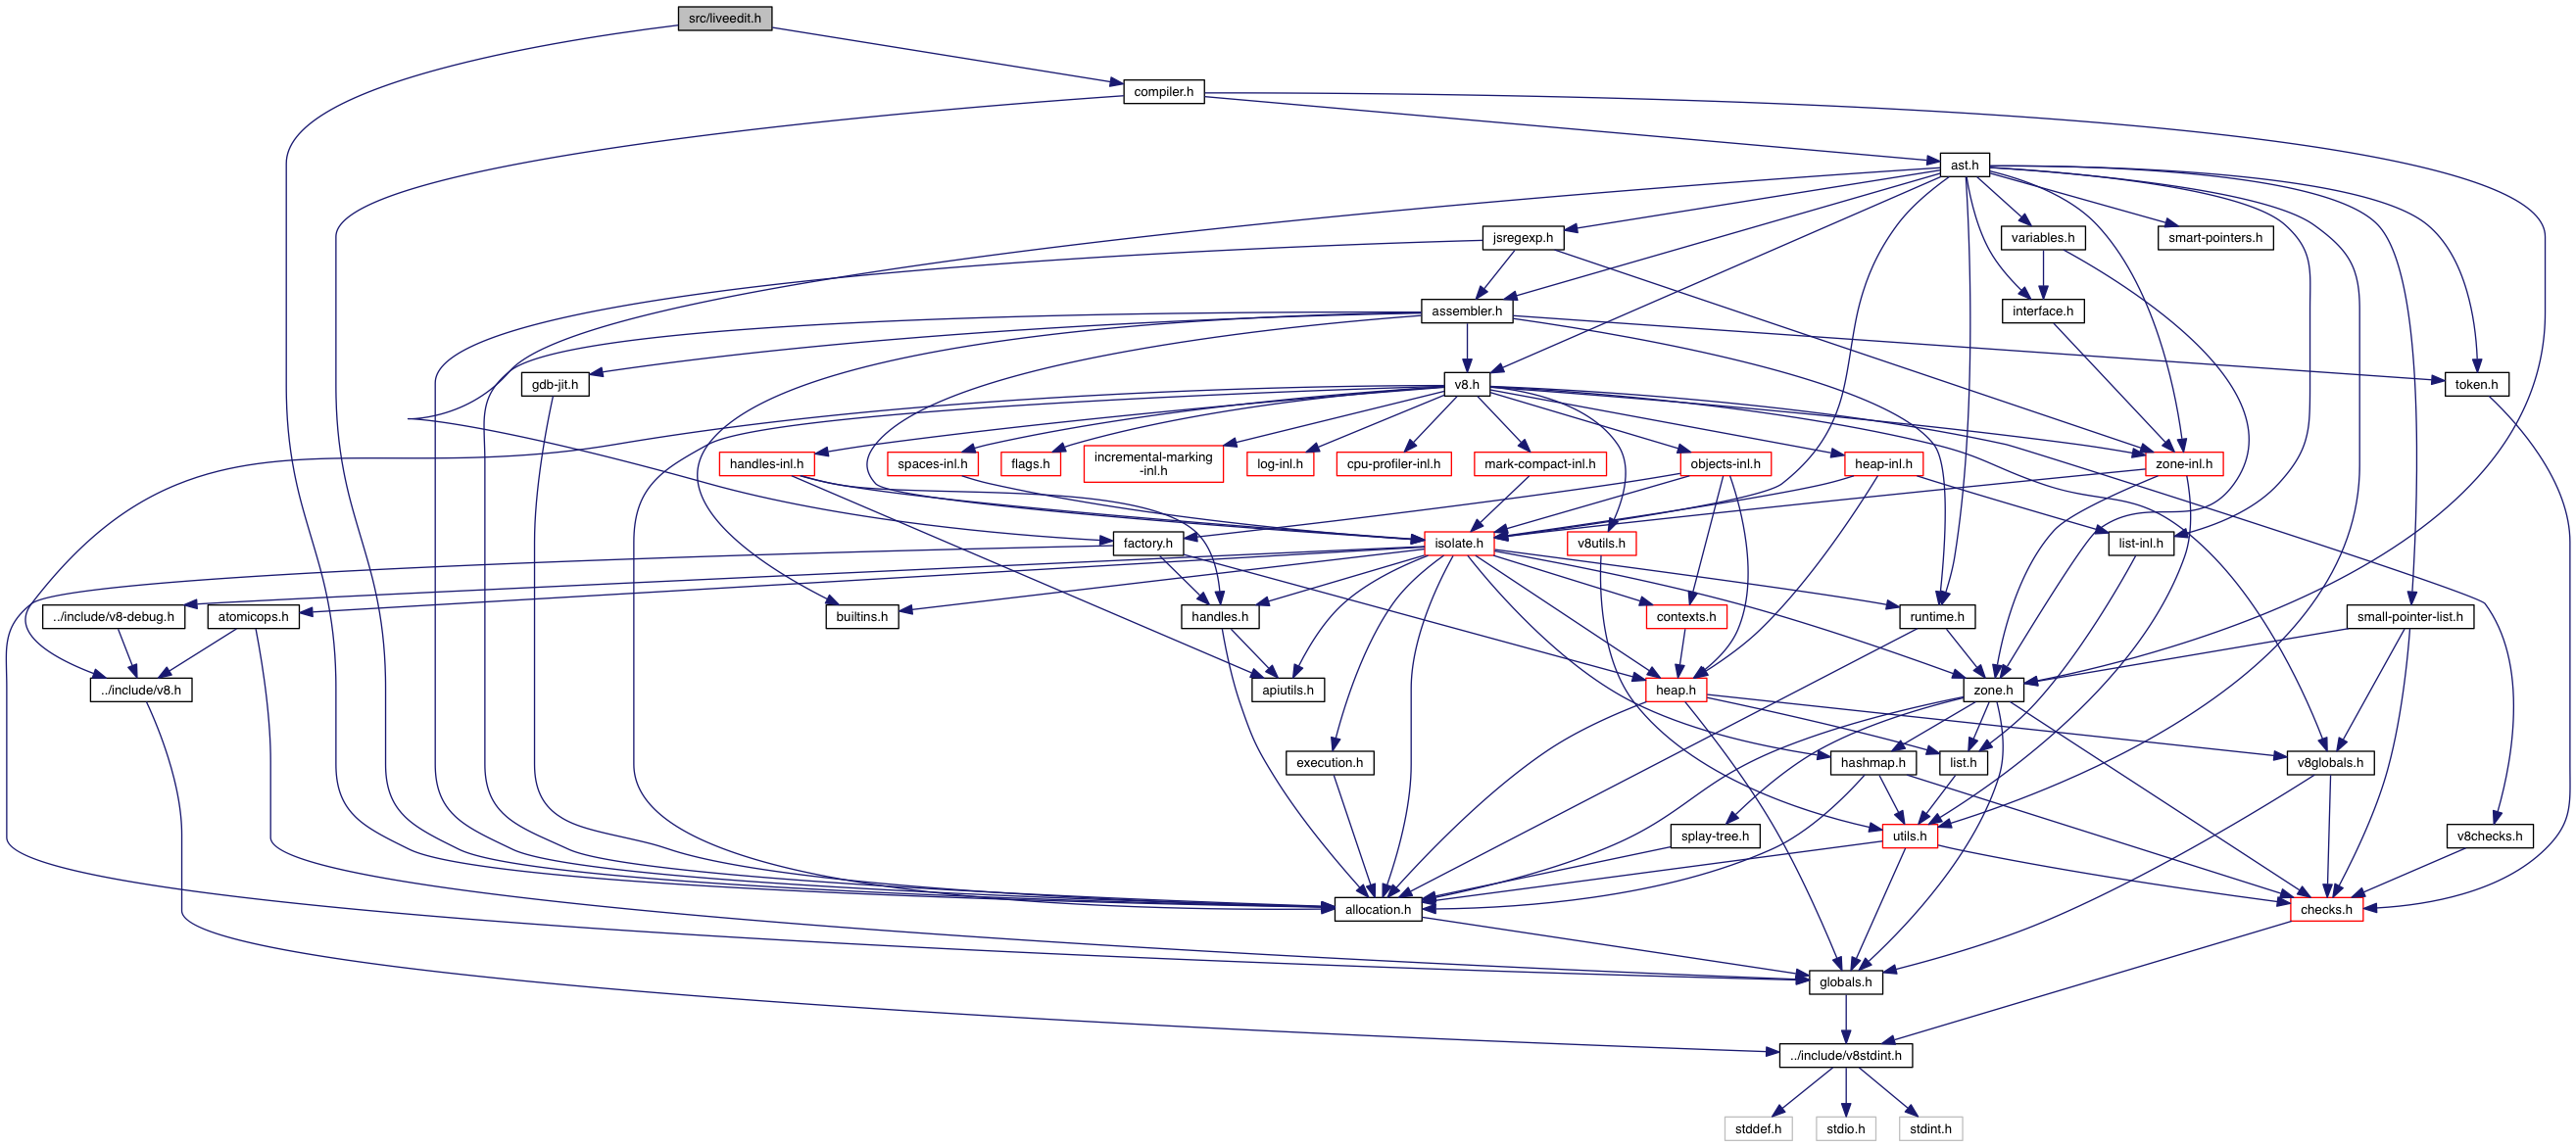 src/liveedit.h
compiler.h
ast.h
jsregexp.h
variables.h
smart-pointers.h
assembler.h
interface.h
gdb-jit.h
v8.h
token.h
handles-inl.h
spaces-inl.h
flags.h
incremental-marking
-inl.h
log-inl.h
cpu-profiler-inl.h
mark-compact-inl.h
objects-inl.h
heap-inl.h
zone-inl.h
factory.h
isolate.h
v8utils.h
list-inl.h
../include/v8-debug.h
atomicops.h
builtins.h
handles.h
contexts.h
runtime.h
small-pointer-list.h
../include/v8.h
apiutils.h
heap.h
zone.h
execution.h
hashmap.h
list.h
v8globals.h
splay-tree.h
utils.h
v8checks.h
allocation.h
checks.h
globals.h
../include/v8stdint.h
stddef.h
stdio.h
stdint.h